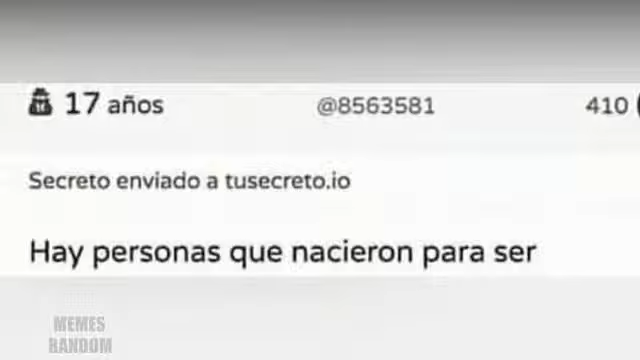 17 años @8563581 410
Secreto enviado a tusecreto.io
Hay personas que nacieron para ser
MEMES
RANDOM